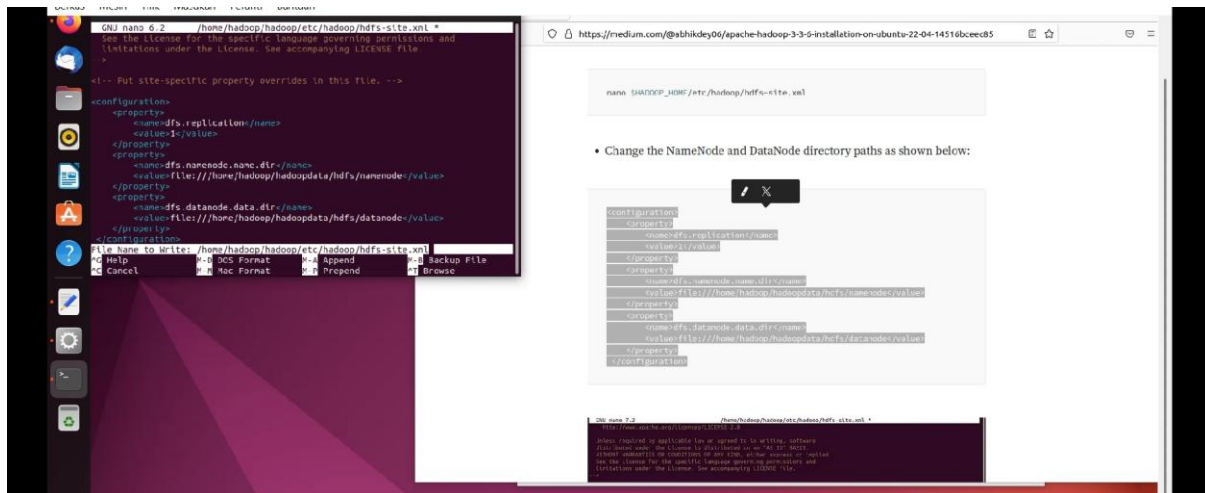 Berkas Mesin Titik Masukan Peranti Bantuan
GNU nano 6.2 /home/hadoop/hadoop/etc/hadoop/hdfs-site.xml *
See the License for the specific language governing permissions and
limitations under the License. See accompanying LICENSE file.
-->
<!-- Put site-specific property overrides in this file. -->
<configuration>
<property>
<name>dfs.replication</name>
<value>1</value>
</property>
<property>
<name>dfs.namenode.name.dir</name>
<value>file:///home/hadoop/hadoopdata/hdfs/namenode</value>
</property>
<property>
<name>dfs.datanode.data.dir</name>
<value>file:///home/hadoop/hadoopdata/hdfs/datanode</value>
</property>
</configuration>
File Name to Write: /home/hadoop/hadoop/etc/hadoop/hdfs-site.xml
^G Help M-D DOS Format M-A Append M-B Backup File
^C Cancel M-M Mac Format M-P Prepend ^T Browse
https://medium.com/@abhikdey06/apache-hadoop-3-3-6-installation-on-ubuntu-22-04-14516bceec85
nano $HADOOP_HOME/etc/hadoop/hdfs-site.xml
• Change the NameNode and DataNode directory paths as shown below:
<configuration>
<property>
<name>dfs.replication</name>
<value>1</value>
</property>
<property>
<name>dfs.namenode.name.dir</name>
<value>file:///home/hadoop/hadoopdata/hdfs/namenode</value>
</property>
<property>
<name>dfs.datanode.data.dir</name>
<value>file:///home/hadoop/hadoopdata/hdfs/datanode</value>
</property>
</configuration>
GNU nano 7.2 /home/hadoop/hadoop/etc/hadoop/hdfs-site.xml *
http://www.apache.org/licenses/LICENSE-2.0
Unless required by applicable law or agreed to in writing, software
distributed under the License is distributed on an "AS IS" BASIS,
WITHOUT WARRANTIES OR CONDITIONS OF ANY KIND, either express or implied.
See the License for the specific language governing permissions and
limitations under the License. See accompanying LICENSE file.